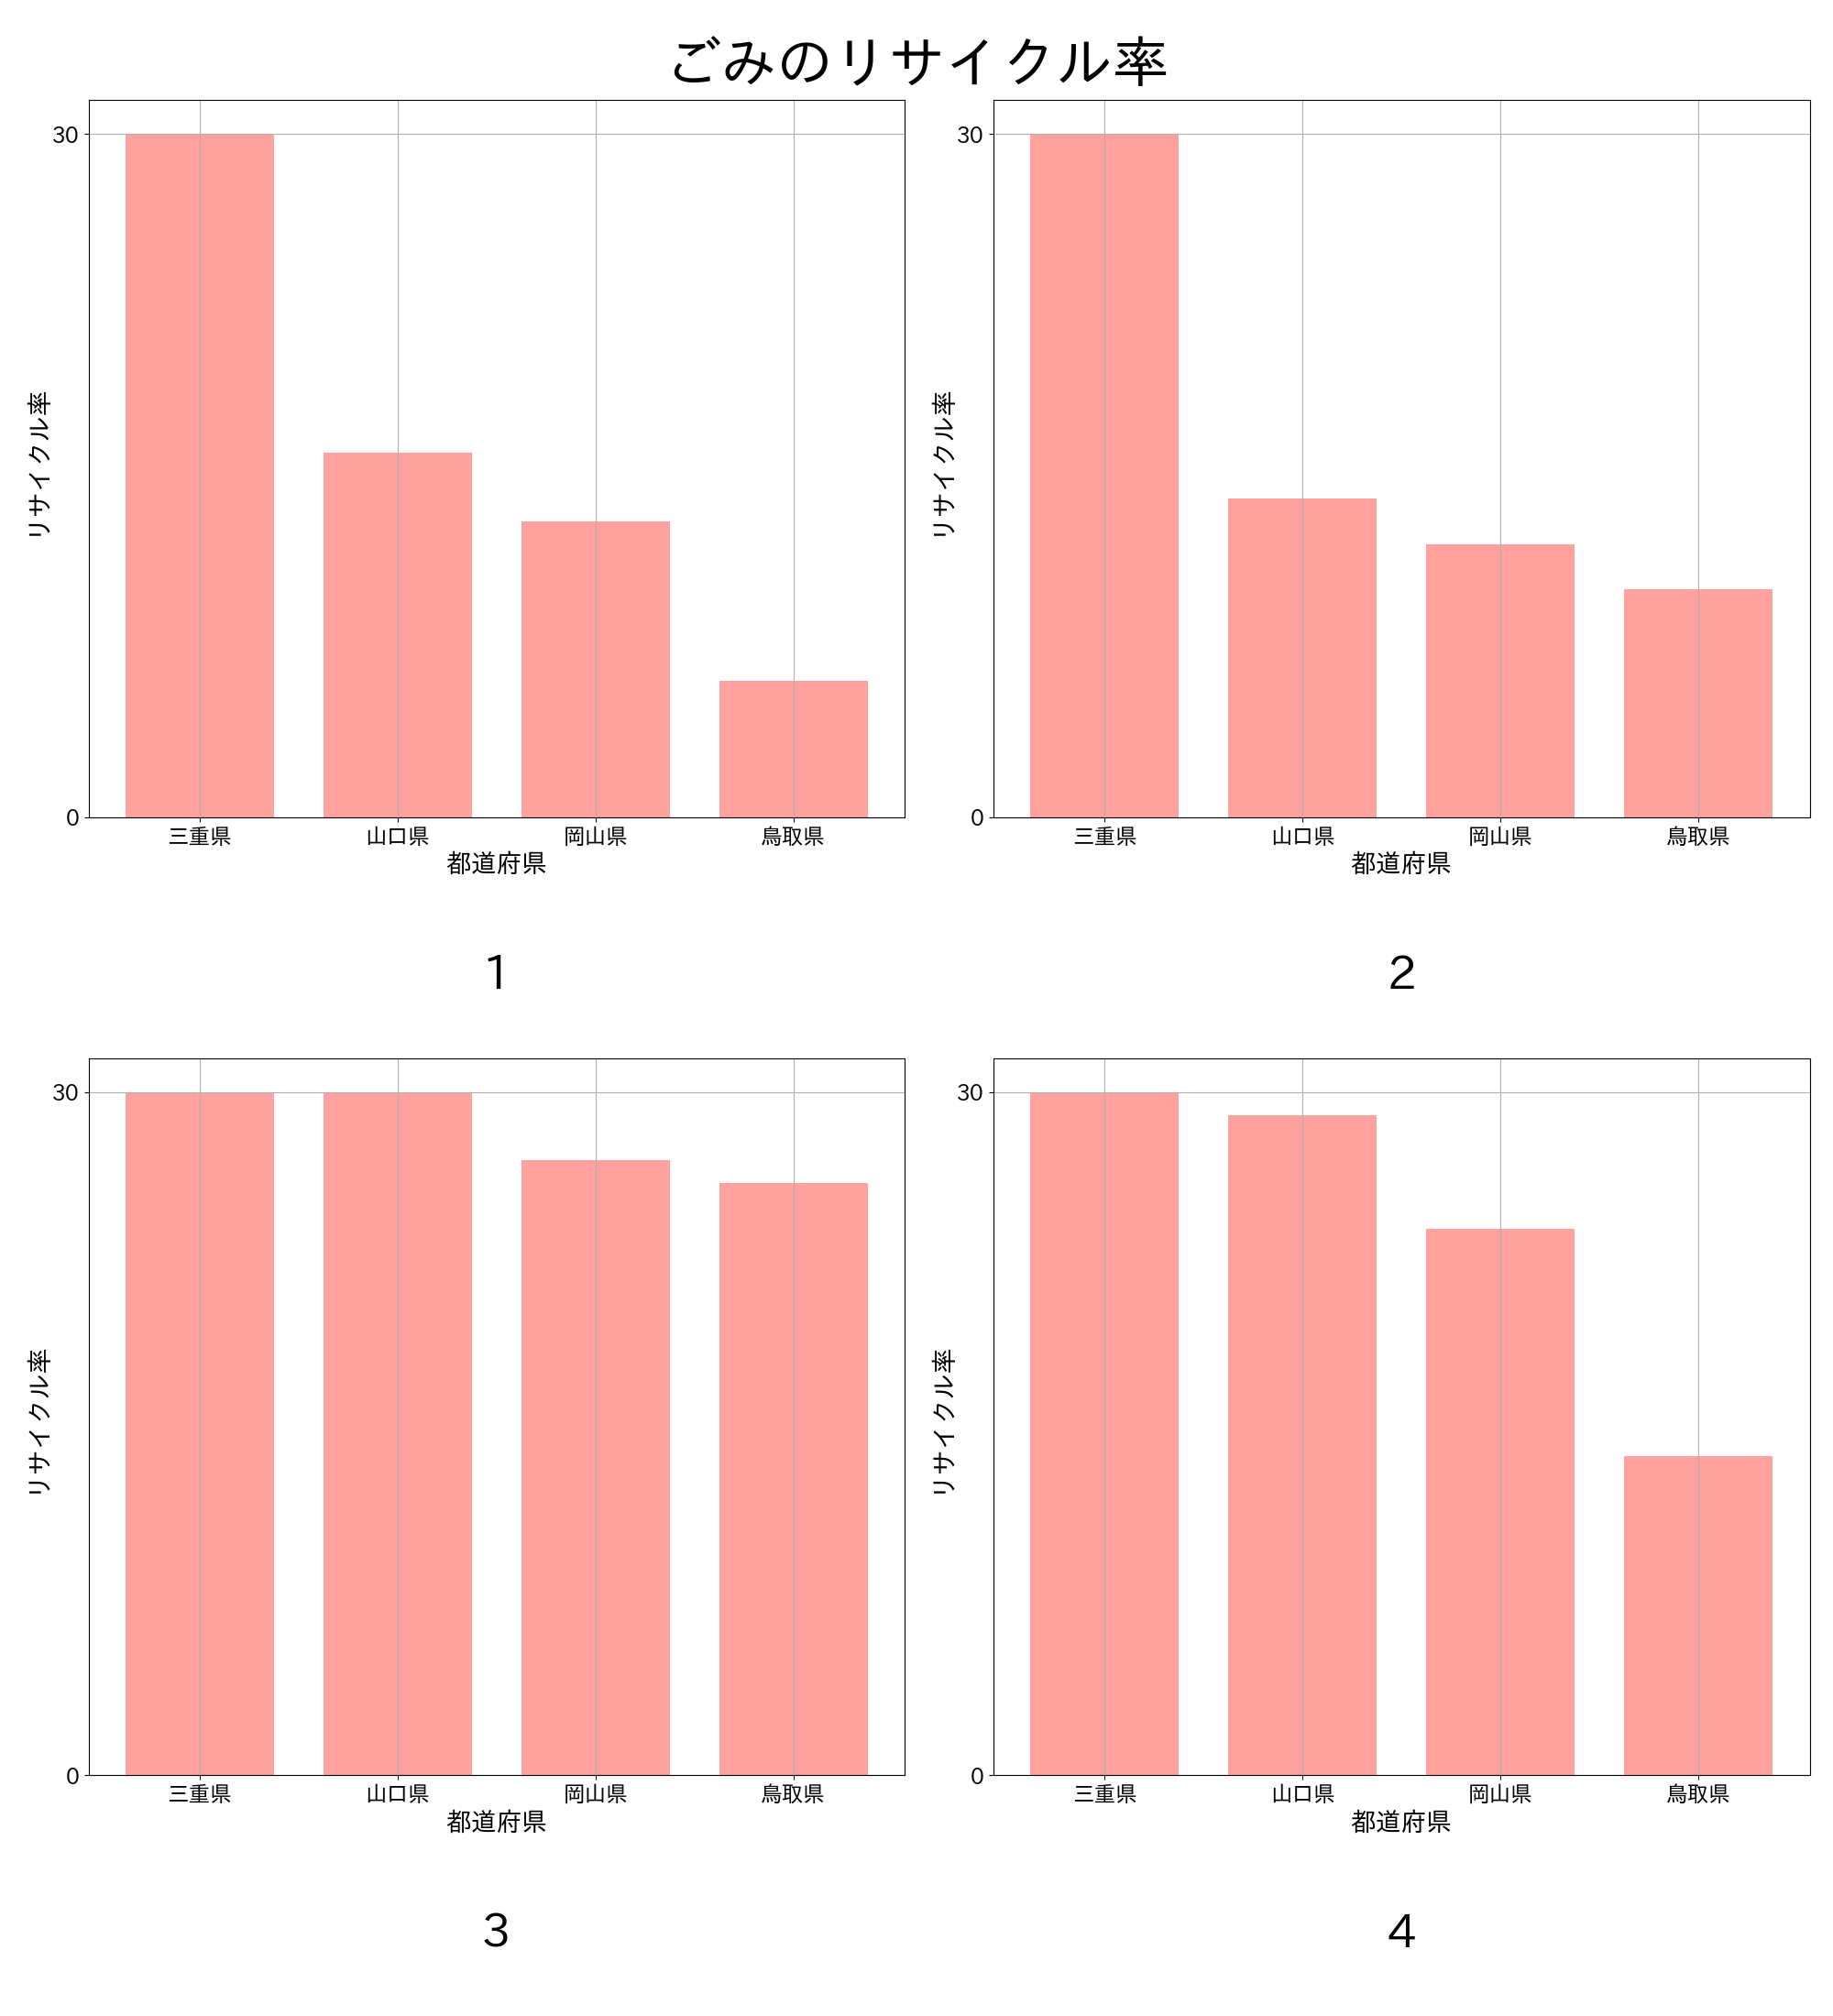 ごみのリサイクル率
30
0
リサイクル率
三重県 山口県 岡山県 鳥取県
都道府県
1
30
0
リサイクル率
三重県 山口県 岡山県 鳥取県
都道府県
2
30
0
リサイクル率
三重県 山口県 岡山県 鳥取県
都道府県
3
30
0
リサイクル率
三重県 山口県 岡山県 鳥取県
都道府県
4